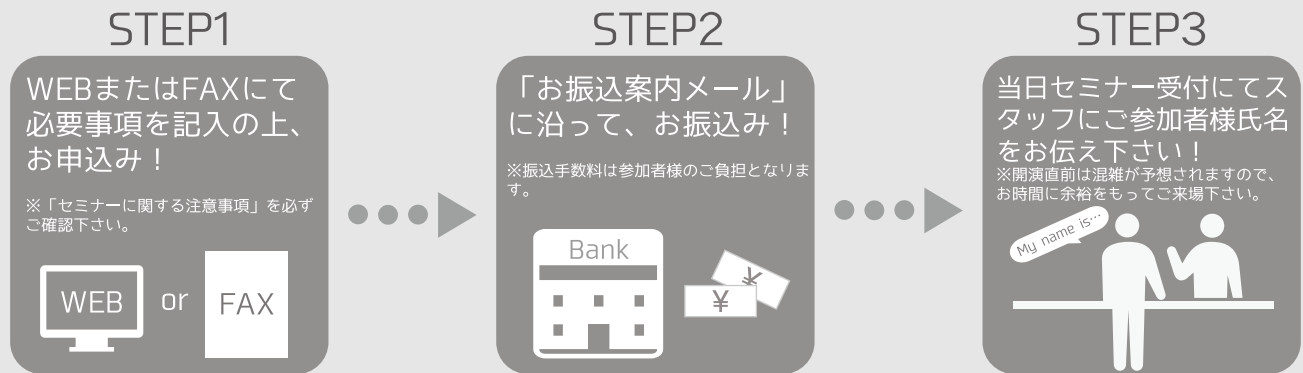 STEP1
WEBまたはFAXにて
必要事項を記入の上、
お申込み！
※「セミナーに関する注意事項」を必ず
ご確認下さい。
WEB
or
FAX
STEP2
「お振込案内メール」
に沿って、お振込み！
※振込手数料は参加者様のご負担となりま
す。
Bank
¥
¥
STEP3
当日セミナー受付にてス
タッフにご参加者様氏名
をお伝え下さい！
※開演直前は混雑が予想されますので、
お時間に余裕をもってご来場下さい。
My name is…